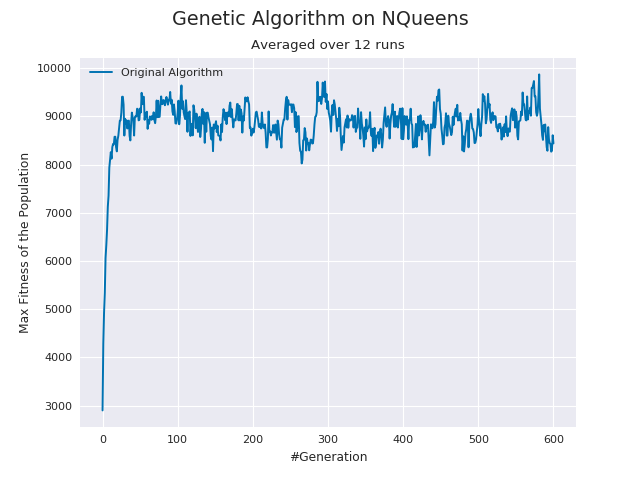 Genetic Algorithm on NQueens
Averaged over 12 runs
Original Algorithm
Max Fitness of the Population
10000
9000
8000
7000
6000
5000
4000
3000
0 100 200 300 400 500 600
#Generation